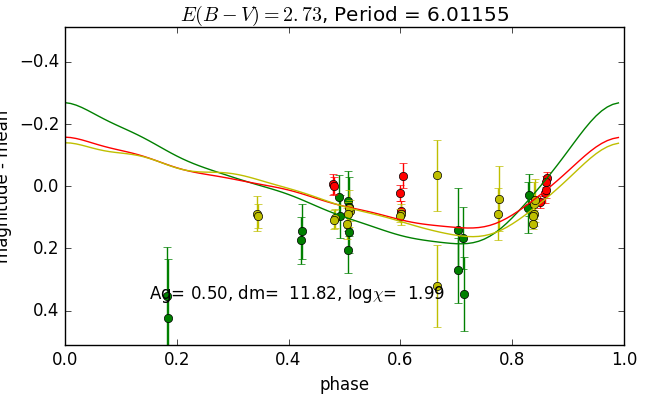 E(B − V) = 2.73, Period = 6.01155
magnitude - mean
−0.4
−0.2
0.0
0.2
0.4
Ag= 0.50, dm= 11.82, logχ= 1.99
0.0 0.2 0.4 0.6 0.8 1.0
phase